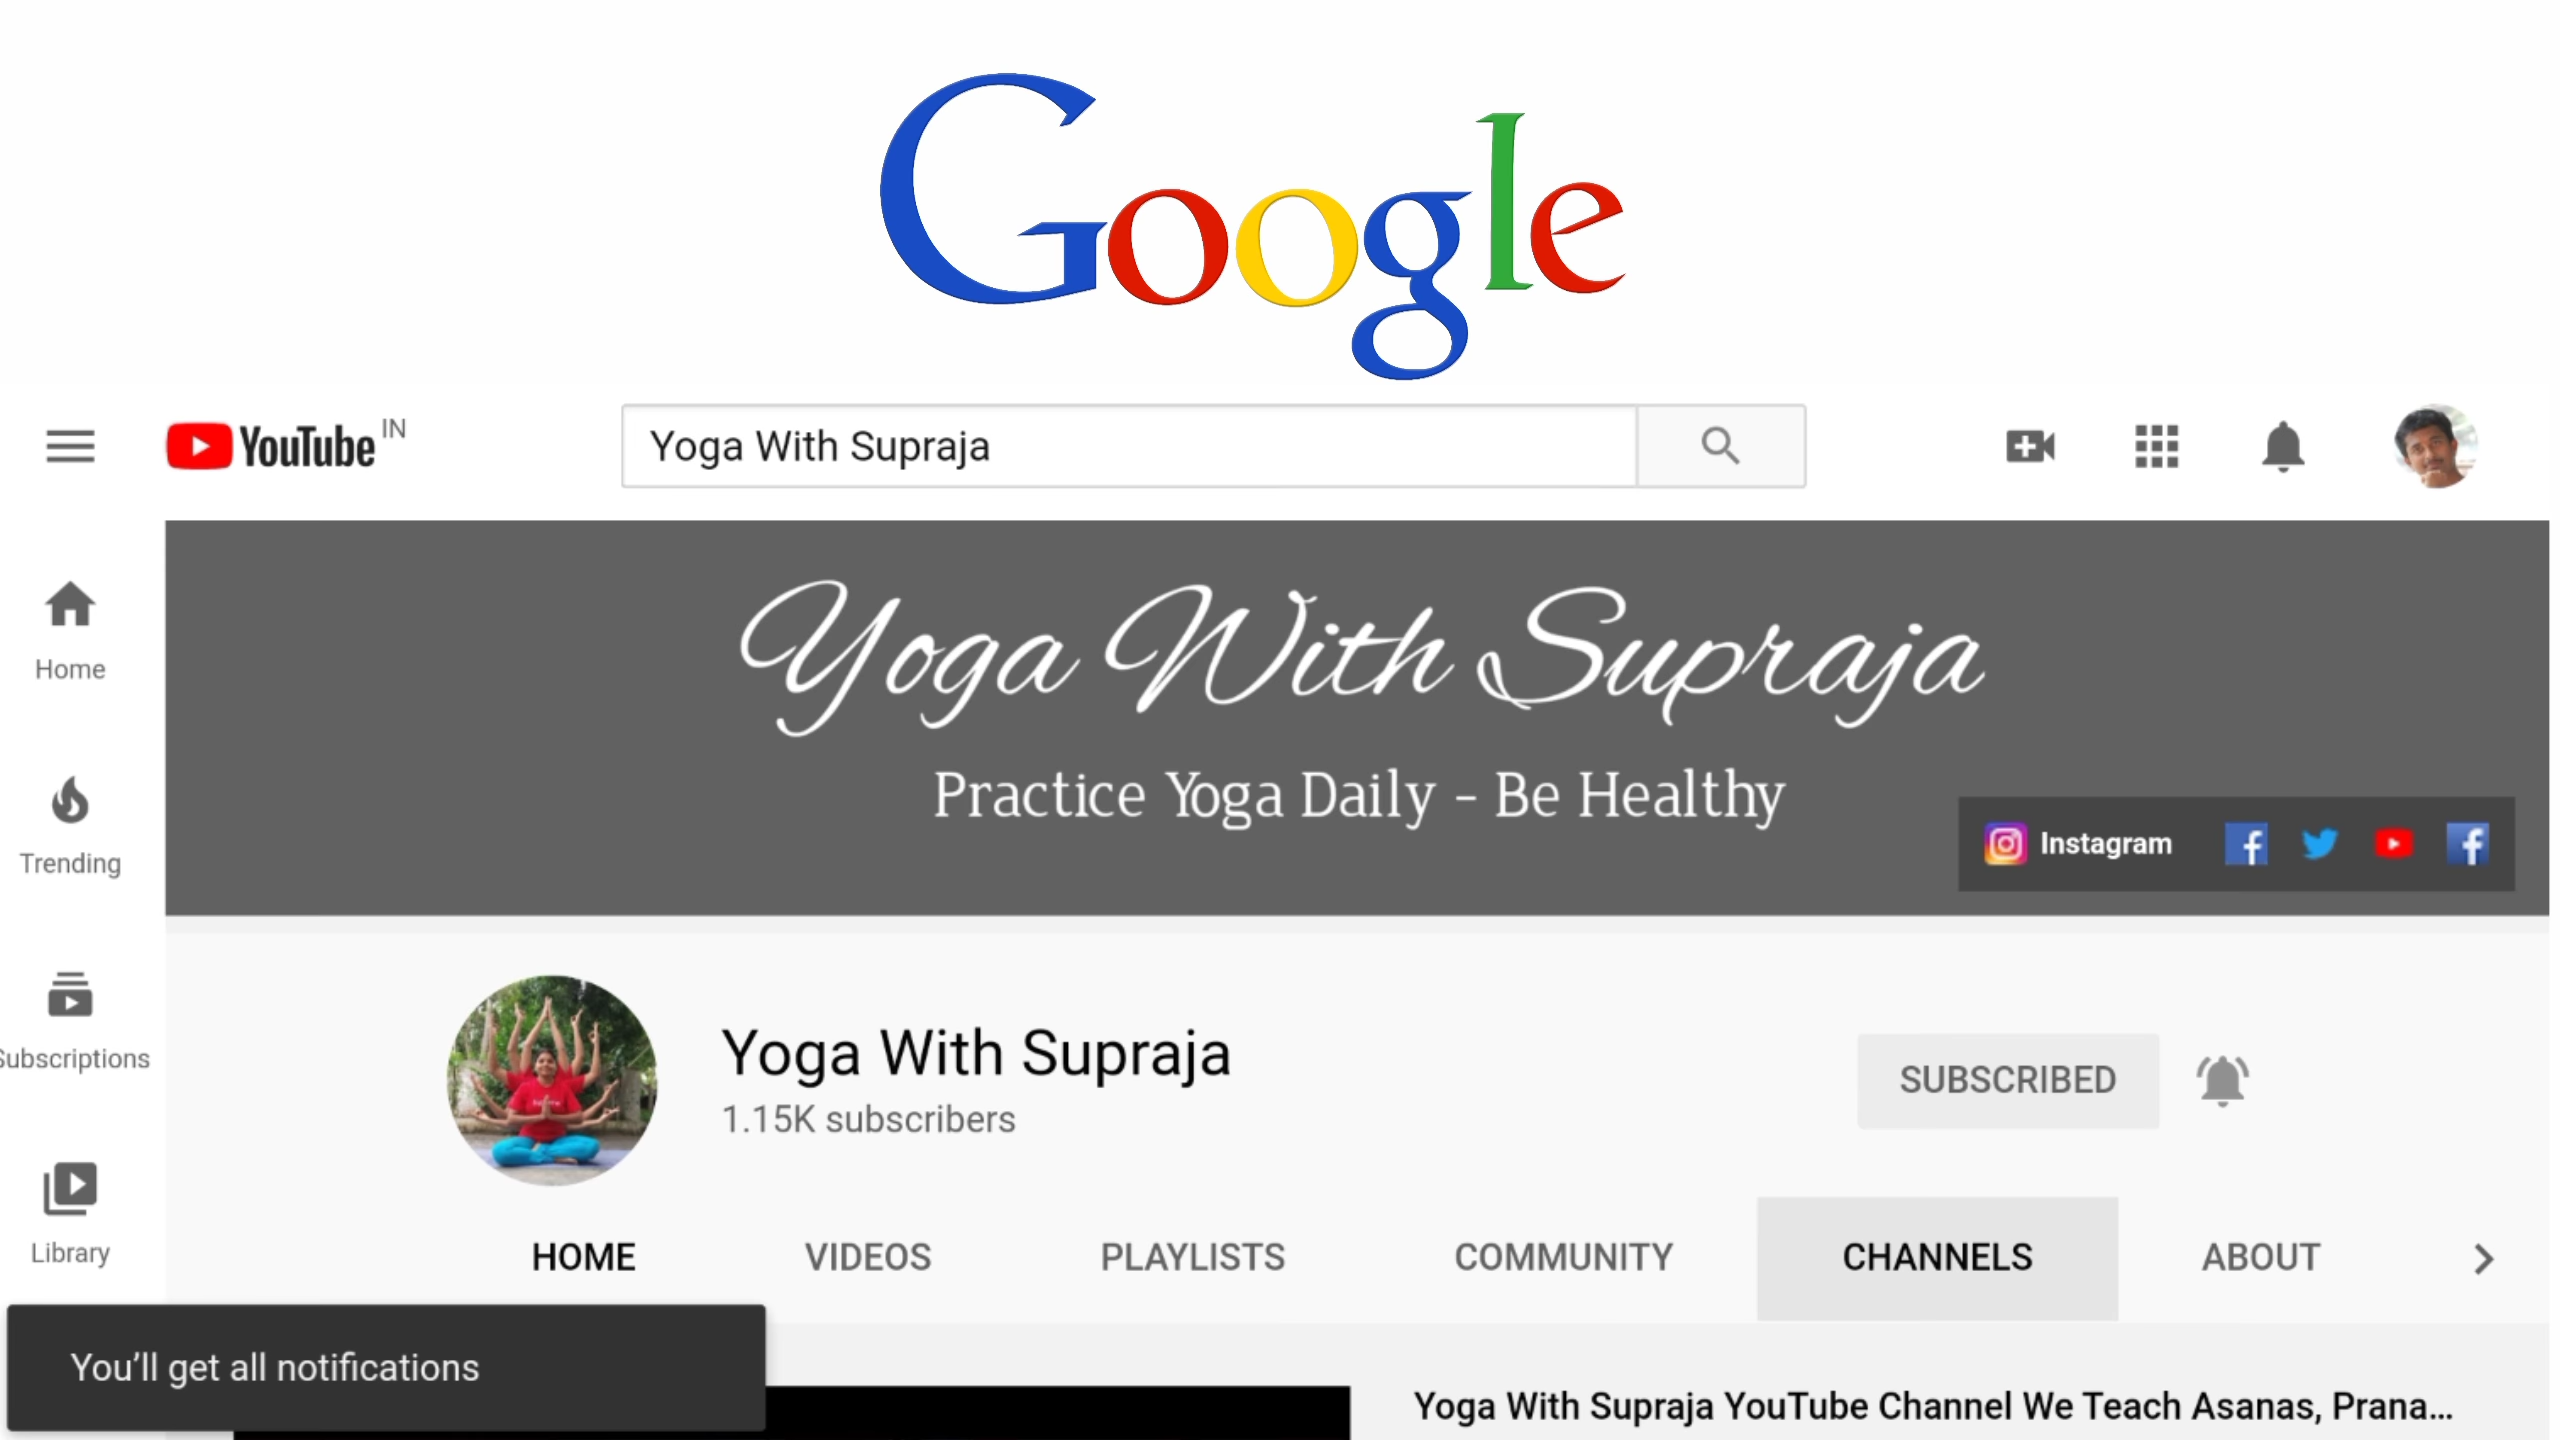 Google
YouTube IN
Yoga With Supraja
Home
Trending
Subscriptions
Library
Yoga With Supraja
Practice Yoga Daily - Be Healthy
Instagram
Yoga With Supraja
1.15K subscribers
SUBSCRIBED
HOME VIDEOS PLAYLISTS COMMUNITY CHANNELS ABOUT
You’ll get all notifications
Yoga With Supraja YouTube Channel We Teach Asanas, Prana...